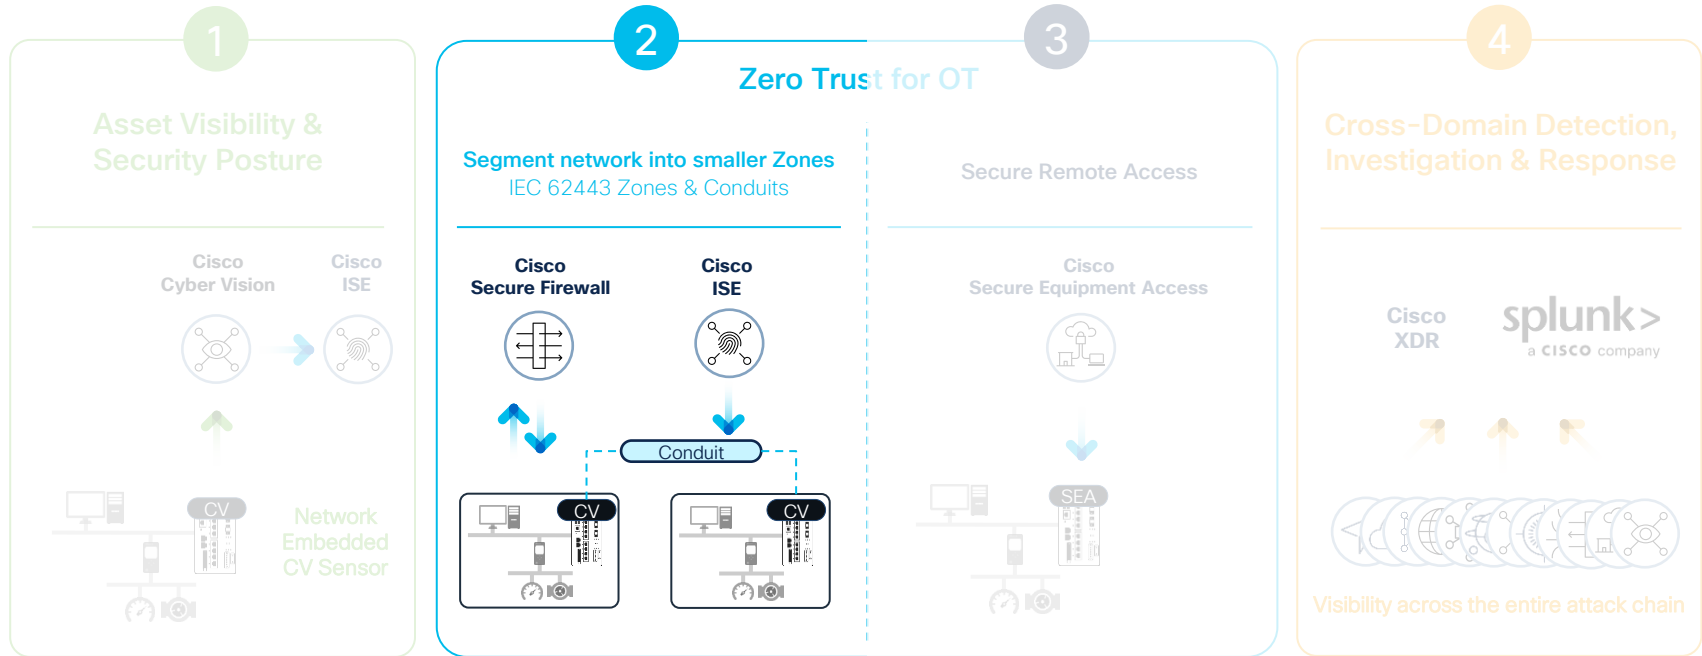 1
Asset Visibility &
Security Posture
Cisco
Cyber Vision
Cisco
ISE
CV
Network
Embedded
CV Sensor
2
3
Zero Trust for OT
Segment network into smaller Zones
IEC 62443 Zones & Conduits
Cisco
Secure Firewall
Cisco
ISE
Conduit
CV
CV
Secure Remote Access
Cisco
Secure Equipment Access
SEA
4
Cross-Domain Detection,
Investigation & Response
Cisco
XDR
splunk>
a CISCO company
Visibility across the entire attack chain